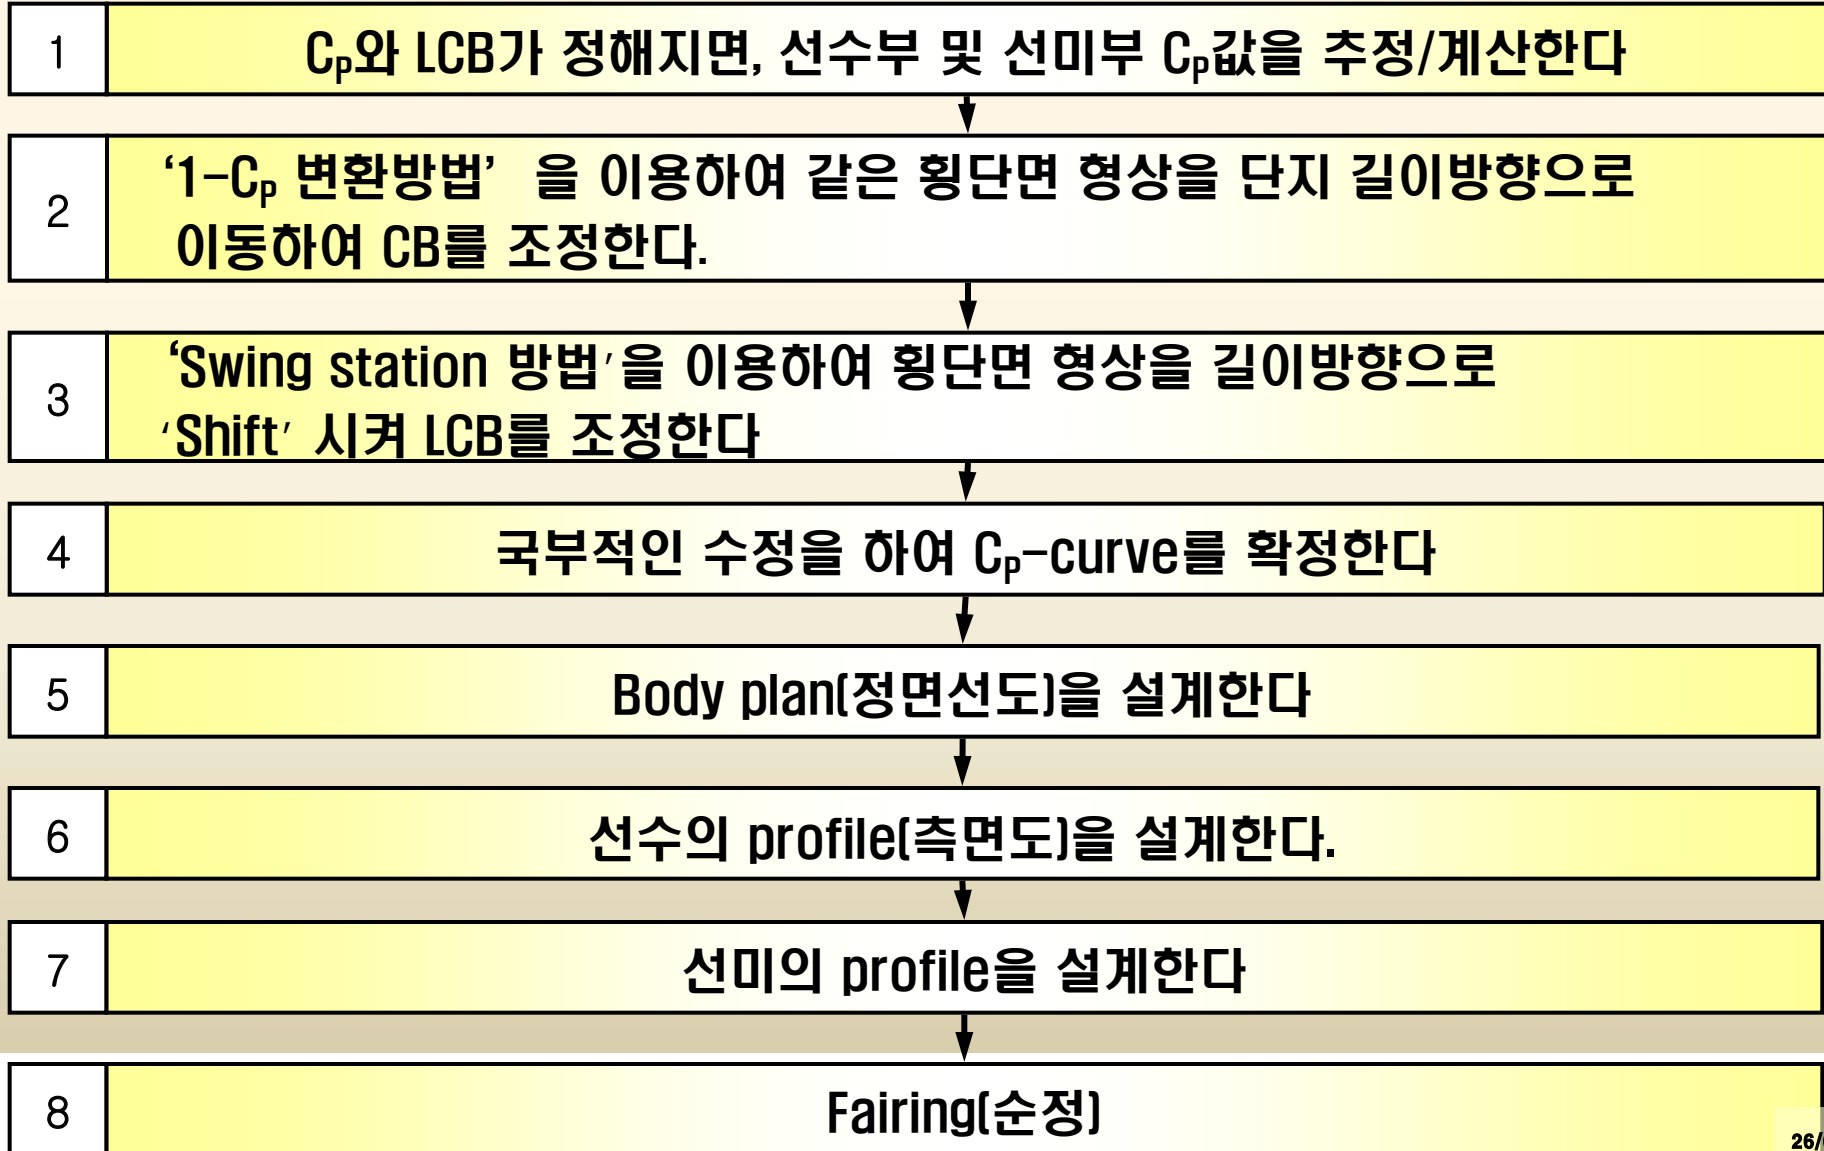 1
C_P와 LCB가 정해지면, 선수부 및 선미부 C_P값을 추정/계산한다
2
‘1-C_P 변환방법’ 을 이용하여 같은 횡단면 형상을 단지 길이방향으로
이동하여 CB를 조정한다.
3
‘Swing station 방법’을 이용하여 횡단면 형상을 길이방향으로
‘Shift’ 시켜 LCB를 조정한다
4
국부적인 수정을 하여 C_P-curve를 확정한다
5
Body plan(정면선도)을 설계한다
6
선수의 profile(측면도)을 설계한다.
7
선미의 profile을 설계한다
8
Fairing(순정)
26/